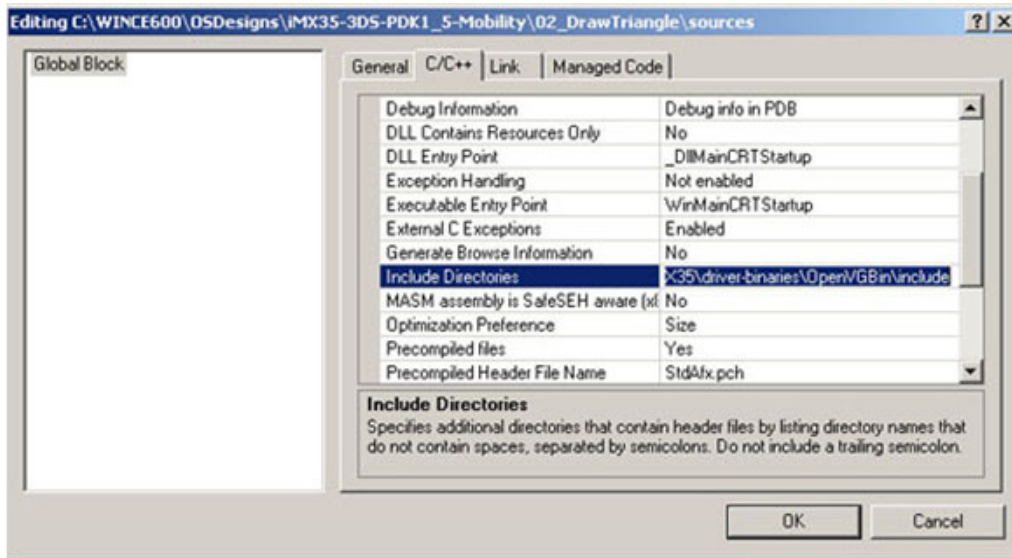 Editing C:\WINCE600\OSDesigns\iMX35-3DS-PDK1_5-Mobility\02_DrawTriangle\sources
Global Block
General C/C++ Link Managed Code
Debug Information Debug info in PDB
DLL Contains Resources Only No
DLL Entry Point _DllMainCRTStartup
Exception Handling Not enabled
Executable Entry Point WinMainCRTStartup
External C Exceptions Enabled
Generate Browse Information No
Include Directories X35\driver-binaries\OpenVGBin\include
MASM assembly is SafeSEH aware (x8 No
Optimization Preference Size
Precompiled files Yes
Precompiled Header File Name StdAfx.pch
Include Directories
Specifies additional directories that contain header files by listing directory names that
do not contain spaces, separated by semicolons. Do not include a trailing semicolon.
OK Cancel